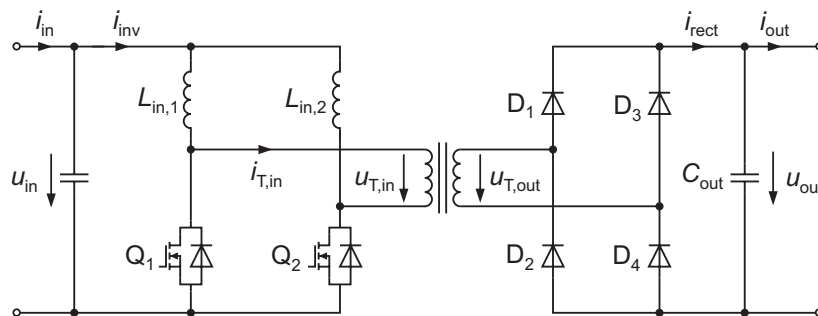 i_in i_inv i_rect i_out
L_in,1 L_in,2 D_1 D_3
u_in i_T,in u_T,in u_T,out C_out u_ou
Q_1 Q_2 D_2 D_4